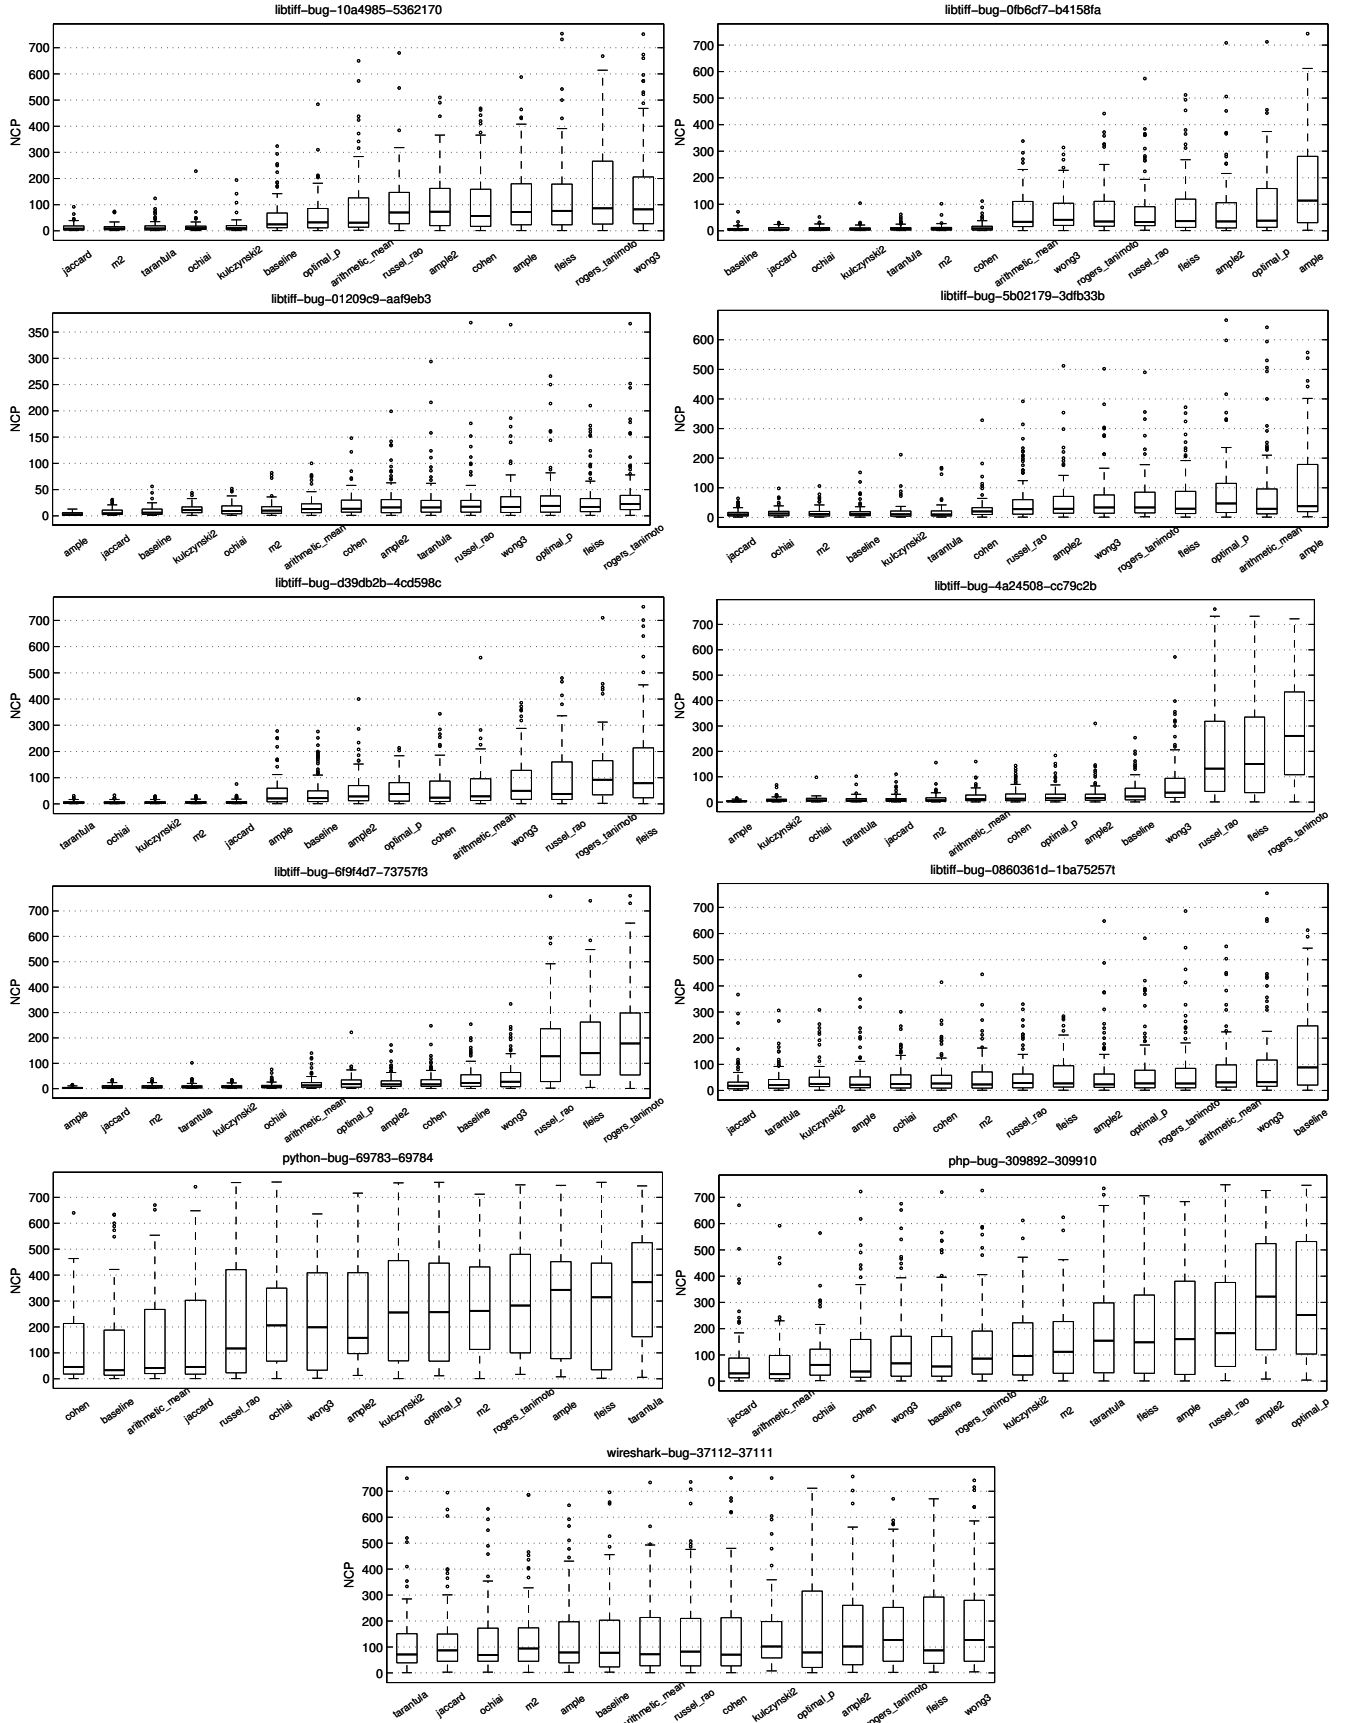 libtiff-bug-10a4985-5362170
NCP
700
600
500
400
300
200
100
0
jaccard m2 tarantula ochiai kulczynski2 baseline optimal_p arithmetic_mean russel_rao ample2 cohen ample fleiss rogers_tanimoto wong3
libtiff-bug-0fb6cf7-b4158fa
NCP
700
600
500
400
300
200
100
0
baseline jaccard ochiai kulczynski2 tarantula m2 cohen arithmetic_mean wong3 rogers_tanimoto russel_rao fleiss ample2 optimal_p ample
libtiff-bug-01209c9-aaf9eb3
NCP
350
300
250
200
150
100
50
0
ample jaccard baseline kulczynski2 ochiai m2 arithmetic_mean cohen ample2 tarantula russel_rao wong3 optimal_p fleiss rogers_tanimoto
libtiff-bug-5b02179-3dfb33b
NCP
600
500
400
300
200
100
0
jaccard ochiai m2 baseline kulczynski2 tarantula cohen russel_rao ample2 wong3 rogers_tanimoto fleiss optimal_p arithmetic_mean ample
libtiff-bug-d39db2b-4cd598c
NCP
700
600
500
400
300
200
100
0
tarantula ochiai kulczynski2 m2 jaccard ample baseline ample2 optimal_p cohen arithmetic_mean wong3 russel_rao rogers_tanimoto fleiss
libtiff-bug-4a24508-cc79c2b
NCP
700
600
500
400
300
200
100
0
ample kulczynski2 ochiai tarantula jaccard m2 arithmetic_mean cohen optimal_p ample2 baseline wong3 russel_rao fleiss rogers_tanimoto
libtiff-bug-6f9f4d7-73757f3
NCP
700
600
500
400
300
200
100
0
ample jaccard m2 tarantula kulczynski2 ochiai arithmetic_mean optimal_p ample2 cohen baseline wong3 russel_rao fleiss rogers_tanimoto
libtiff-bug-0860361d-1ba75257t
NCP
700
600
500
400
300
200
100
0
jaccard tarantula kulczynski2 ample ochiai cohen m2 russel_rao fleiss ample2 optimal_p rogers_tanimoto arithmetic_mean wong3 baseline
python-bug-69783-69784
NCP
700
600
500
400
300
200
100
0
cohen baseline arithmetic_mean jaccard russel_rao ochiai wong3 ample2 kulczynski2 optimal_p m2 rogers_tanimoto ample fleiss tarantula
php-bug-309892-309910
NCP
700
600
500
400
300
200
100
0
jaccard arithmetic_mean ochiai cohen wong3 baseline rogers_tanimoto kulczynski2 m2 tarantula fleiss ample russel_rao ample2 optimal_p
wireshark-bug-37112-37111
NCP
700
600
500
400
300
200
100
0
tarantula jaccard ochiai m2 ample baseline arithmetic_mean russel_rao cohen kulczynski2 optimal_p ample2 rogers_tanimoto fleiss wong3